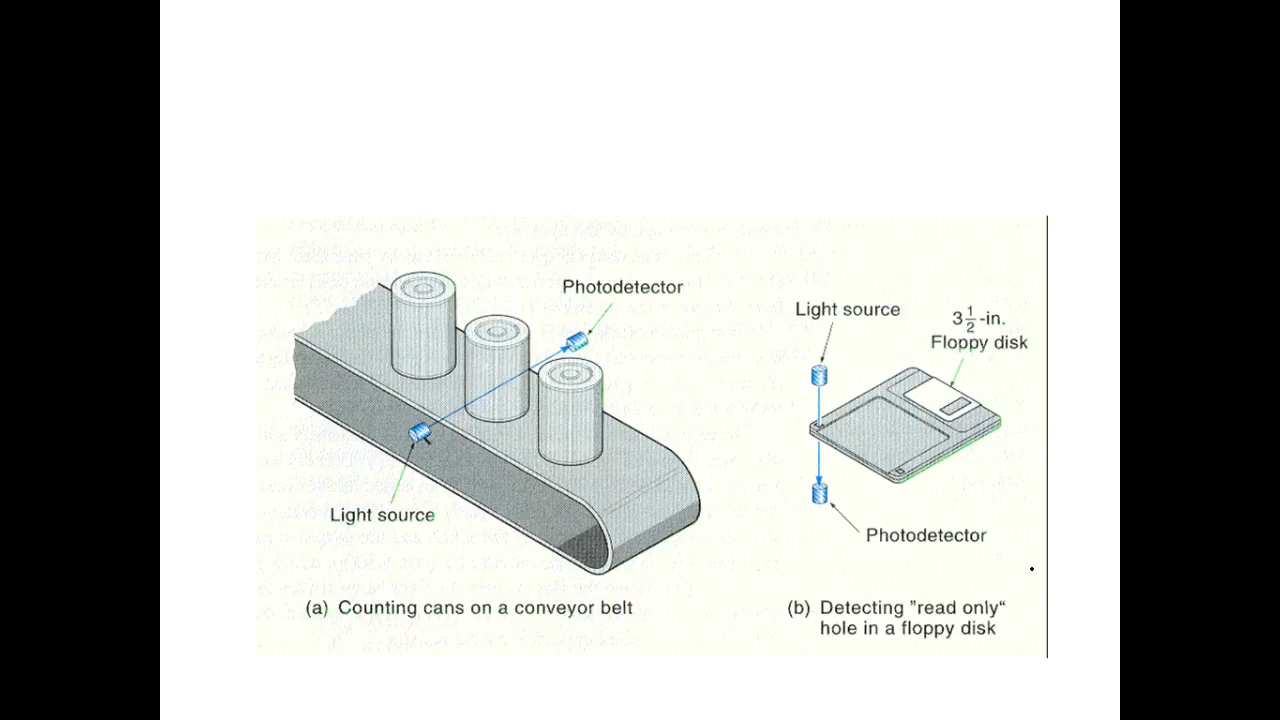 Photodetector
Light source
(a) Counting cans on a conveyor belt
Light source
3 1/2 -in.
Floppy disk
Photodetector
(b) Detecting ”read only“
hole in a floppy disk